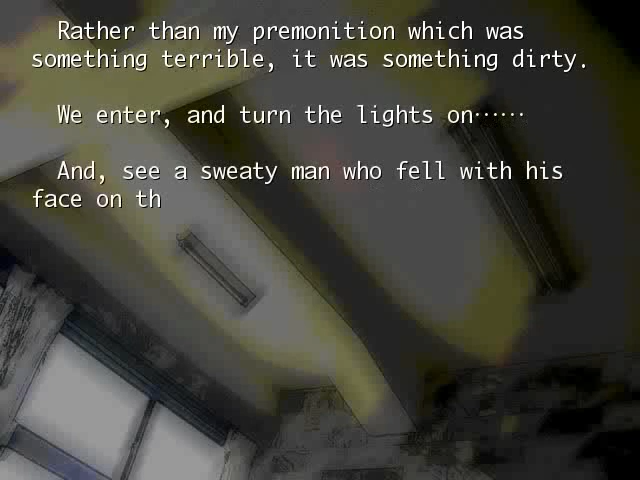 Rather than my premonition which was
something terrible, it was something dirty.
We enter, and turn the lights on……
And, see a sweaty man who fell with his
face on th